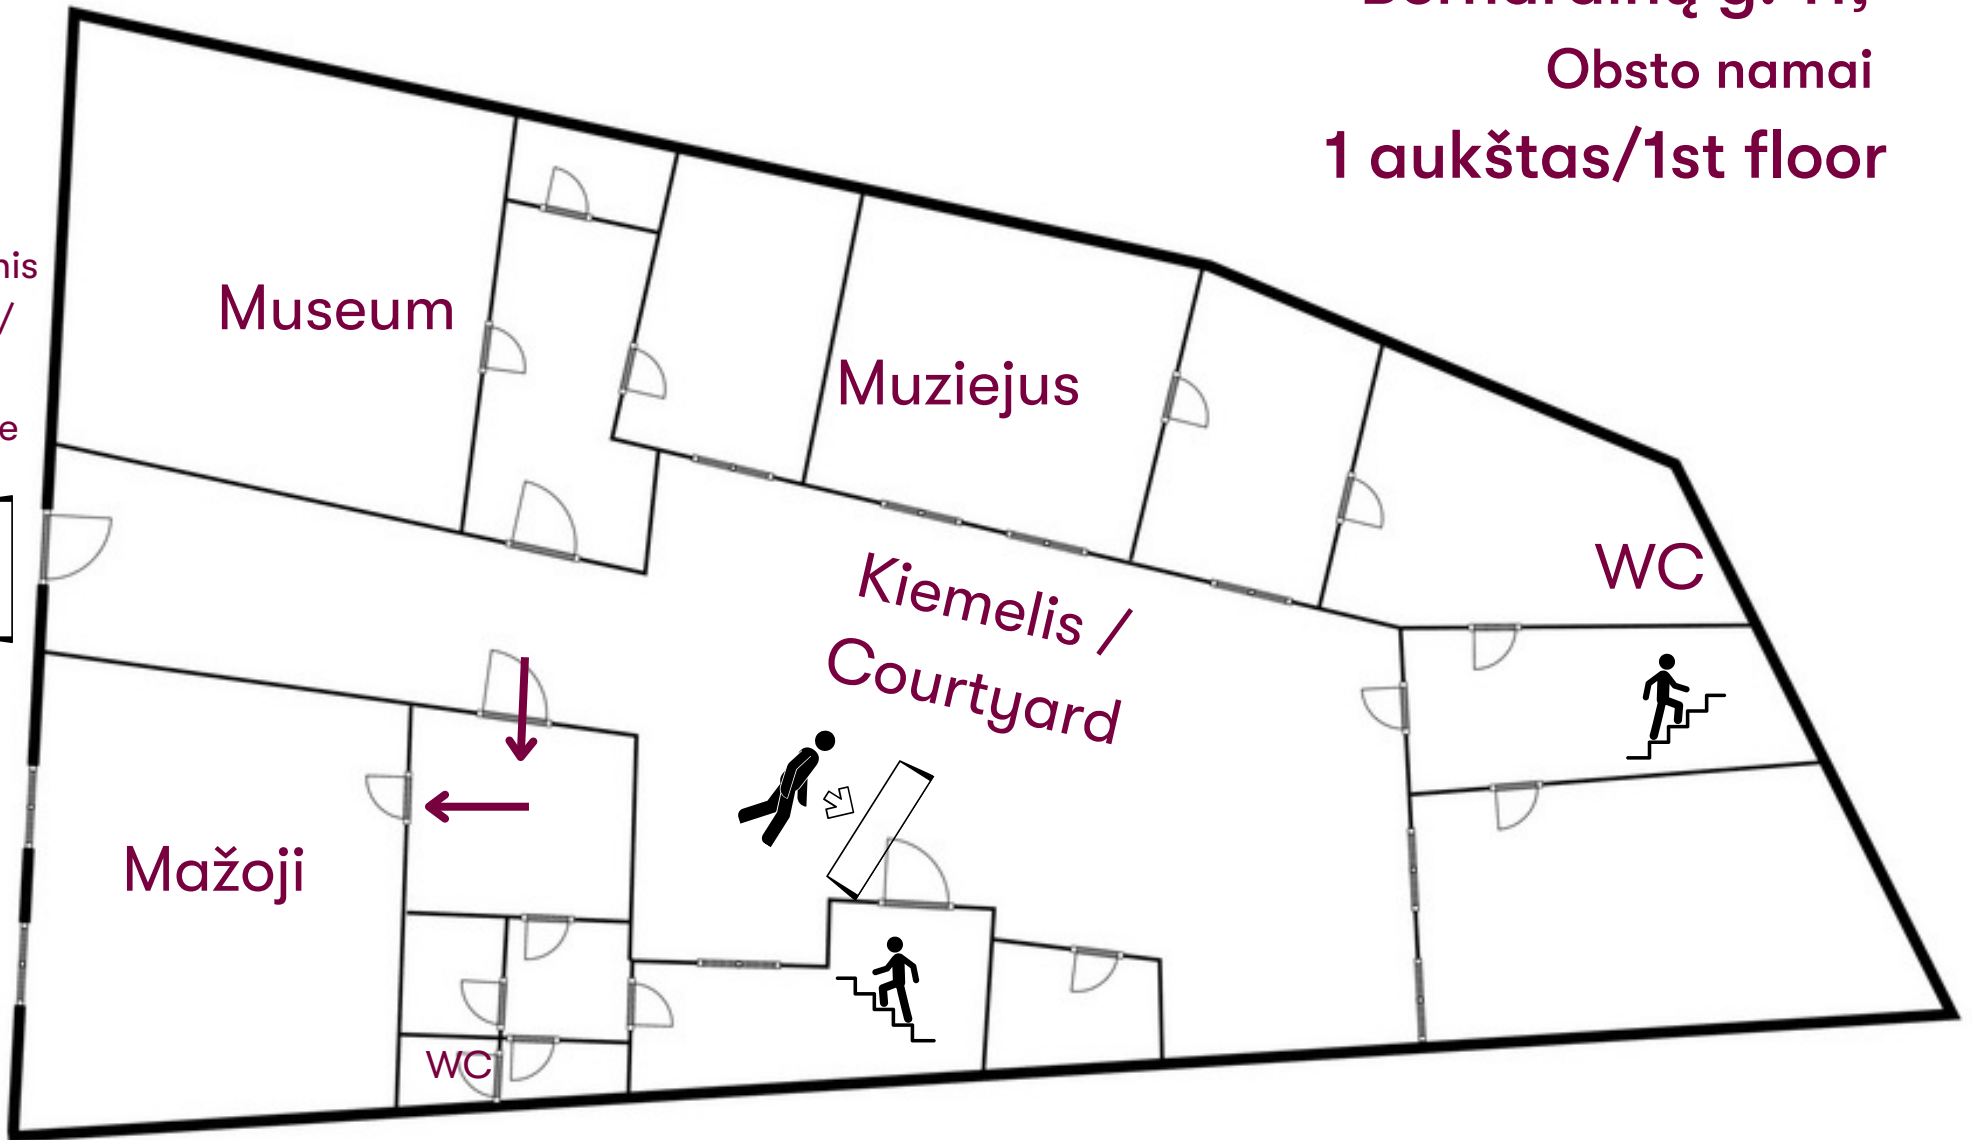 Obsto namai
1 aukštas/1st floor
Museum
Muziejus
Kiemelis /
Courtyard
WC
Mažoji
WC